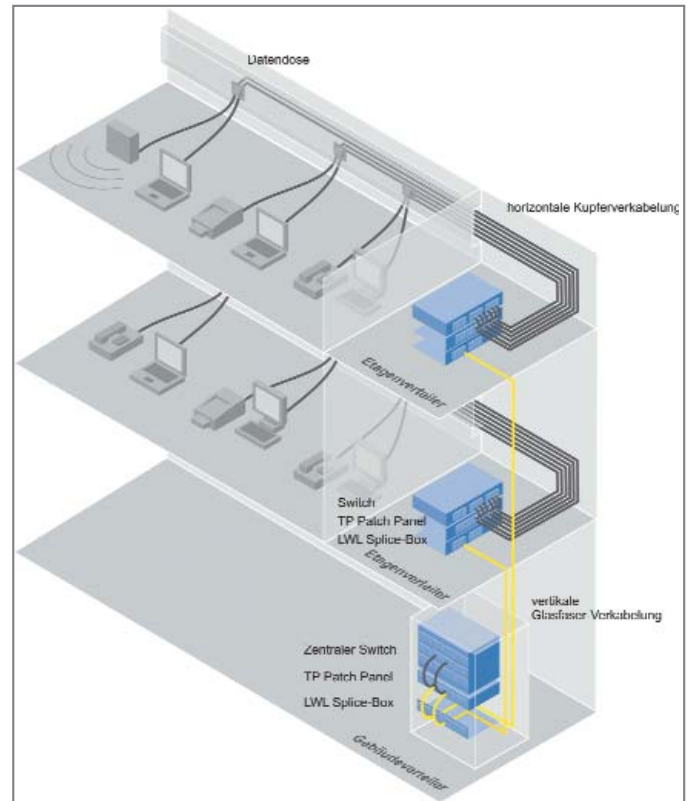 Datendose
horizontale Kupferverkabelung
Etagenverteiler
Switch
TP Patch Panel
LWL Splice-Box
Etagenverteiler
vertikale
Glasfaser Verkabelung
Zentraler Switch
TP Patch Panel
LWL Splice-Box
Gebäudeverteiler